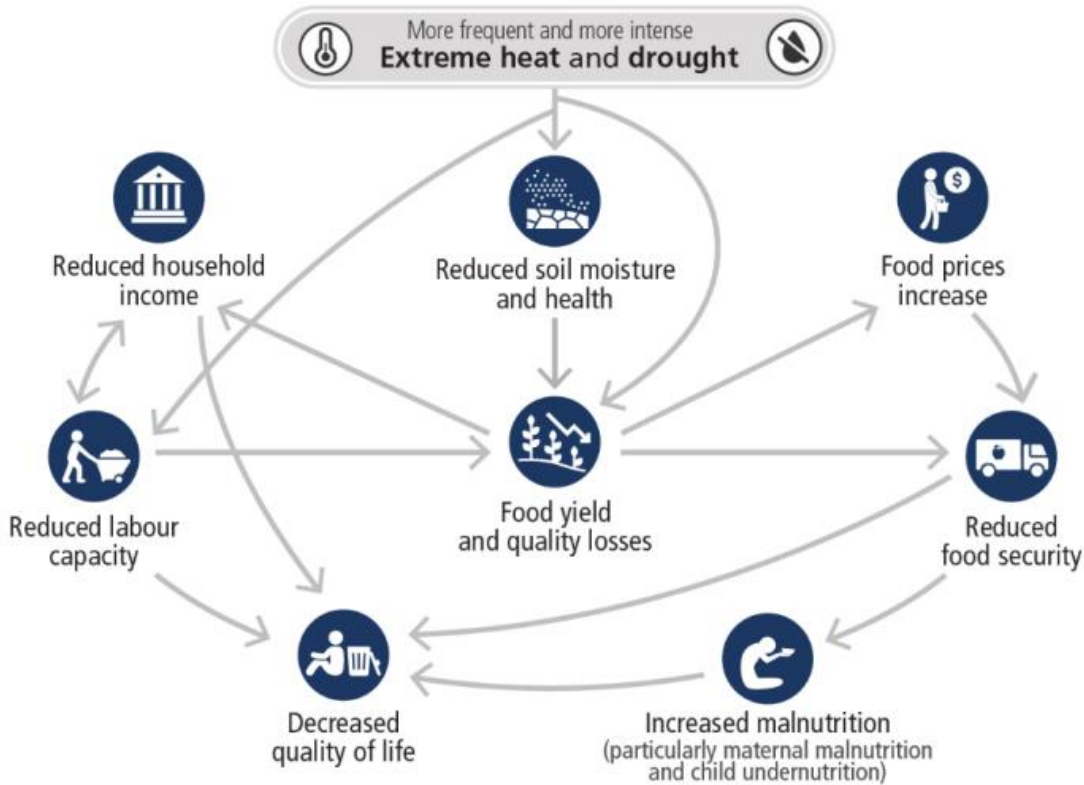 More frequent and more intense
Extreme heat and drought
Reduced household
income
Reduced soil moisture
and health
$
Food prices
increase
Reduced labour
capacity
Food yield
and quality losses
Reduced
food security
Decreased
quality of life
Increased malnutrition
(particularly maternal malnutrition
and child undernutrition)